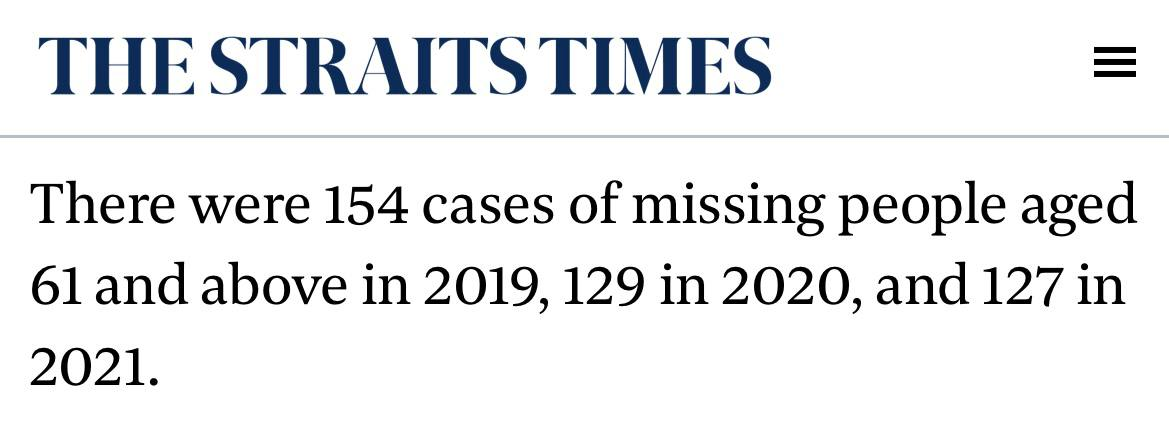 THE STRAITS TIMES
There were 154 cases of missing people aged
61 and above in 2019, 129 in 2020, and 127 in
2021.